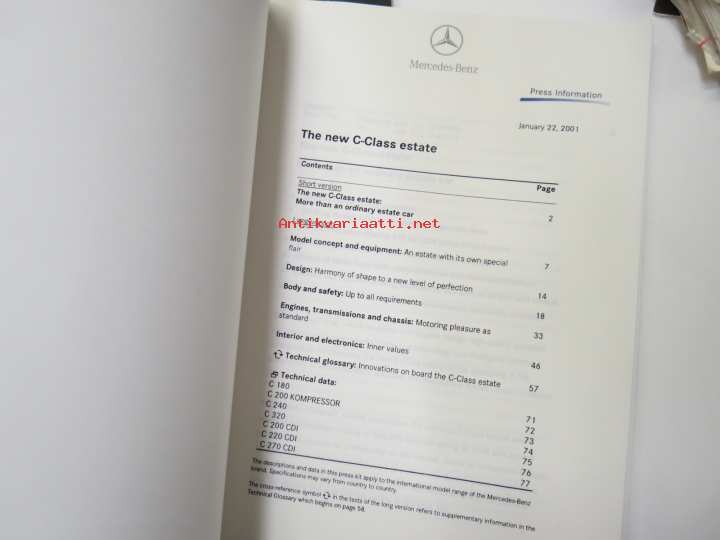 Mercedes-Benz
Press Information
January 22, 2001
The new C-Class estate
Contents Page
Short version
The new C-Class estate:
More than an ordinary estate car 2
Antikvariaatti.net
Model concept and equipment: An estate with its own special 7
flair
Design: Harmony of shape to a new level of perfection 14
Body and safety: Up to all requirements 18
Engines, transmissions and chassis: Motoring pleasure as 33
standard
Interior and electronics: Inner values 46
Technical glossary: Innovations on board the C-Class estate 57
Technical data:
C 180 71
C 200 KOMPRESSOR 72
C 240 73
C 320 74
C 200 CDI 75
C 220 CDI 76
C 270 CDI 77
The descriptions and data in this press kit apply to the international model range of the Mercedes-Benz
brand. Specifications may vary from country to country.
The cross-reference symbol in the texts of the long version refers to supplementary information in the
Technical Glossary which begins on page 58.